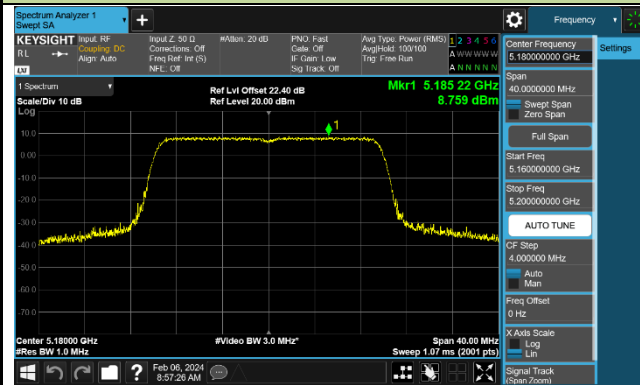 Spectrum Analyzer 1
Swept SA
Frequency
KEYSIGHT
RL
LXI
Input: RF
Coupling: DC
Align: Auto
Input Z: 50 Ω
Corrections: Off
Freq Ref: Int (S)
NFE: Off
#Atten: 20 dB
PNO: Fast
Gate: Off
IF Gain: Low
Sig Track: Off
Avg Type: Power (RMS)
Avg|Hold: 100/100
Trig: Free Run
1 2 3 4 5 6
A W W W W W
A N N N N N
1 Spectrum
Scale/Div 10 dB
Log
Ref Lvl Offset 22.40 dB
Ref Level 20.00 dBm
Mkr1 5.185 22 GHz
8.759 dBm
1
10.0
0.00
-10.0
-20.0
-30.0
-40.0
-50.0
-60.0
-70.0
Center 5.18000 GHz
#Res BW 1.0 MHz
#Video BW 3.0 MHz*
Span 40.00 MHz
Sweep 1.07 ms (2001 pts)
Feb 06, 2024
8:57:26 AM
Center Frequency
5.180000000 GHz
Span
40.0000000 MHz
Swept Span
Zero Span
Full Span
Start Freq
5.160000000 GHz
Stop Freq
5.200000000 GHz
AUTO TUNE
CF Step
4.000000 MHz
Auto
Man
Freq Offset
0 Hz
X Axis Scale
Log
Lin
Signal Track
(Span Zoom)
Settings